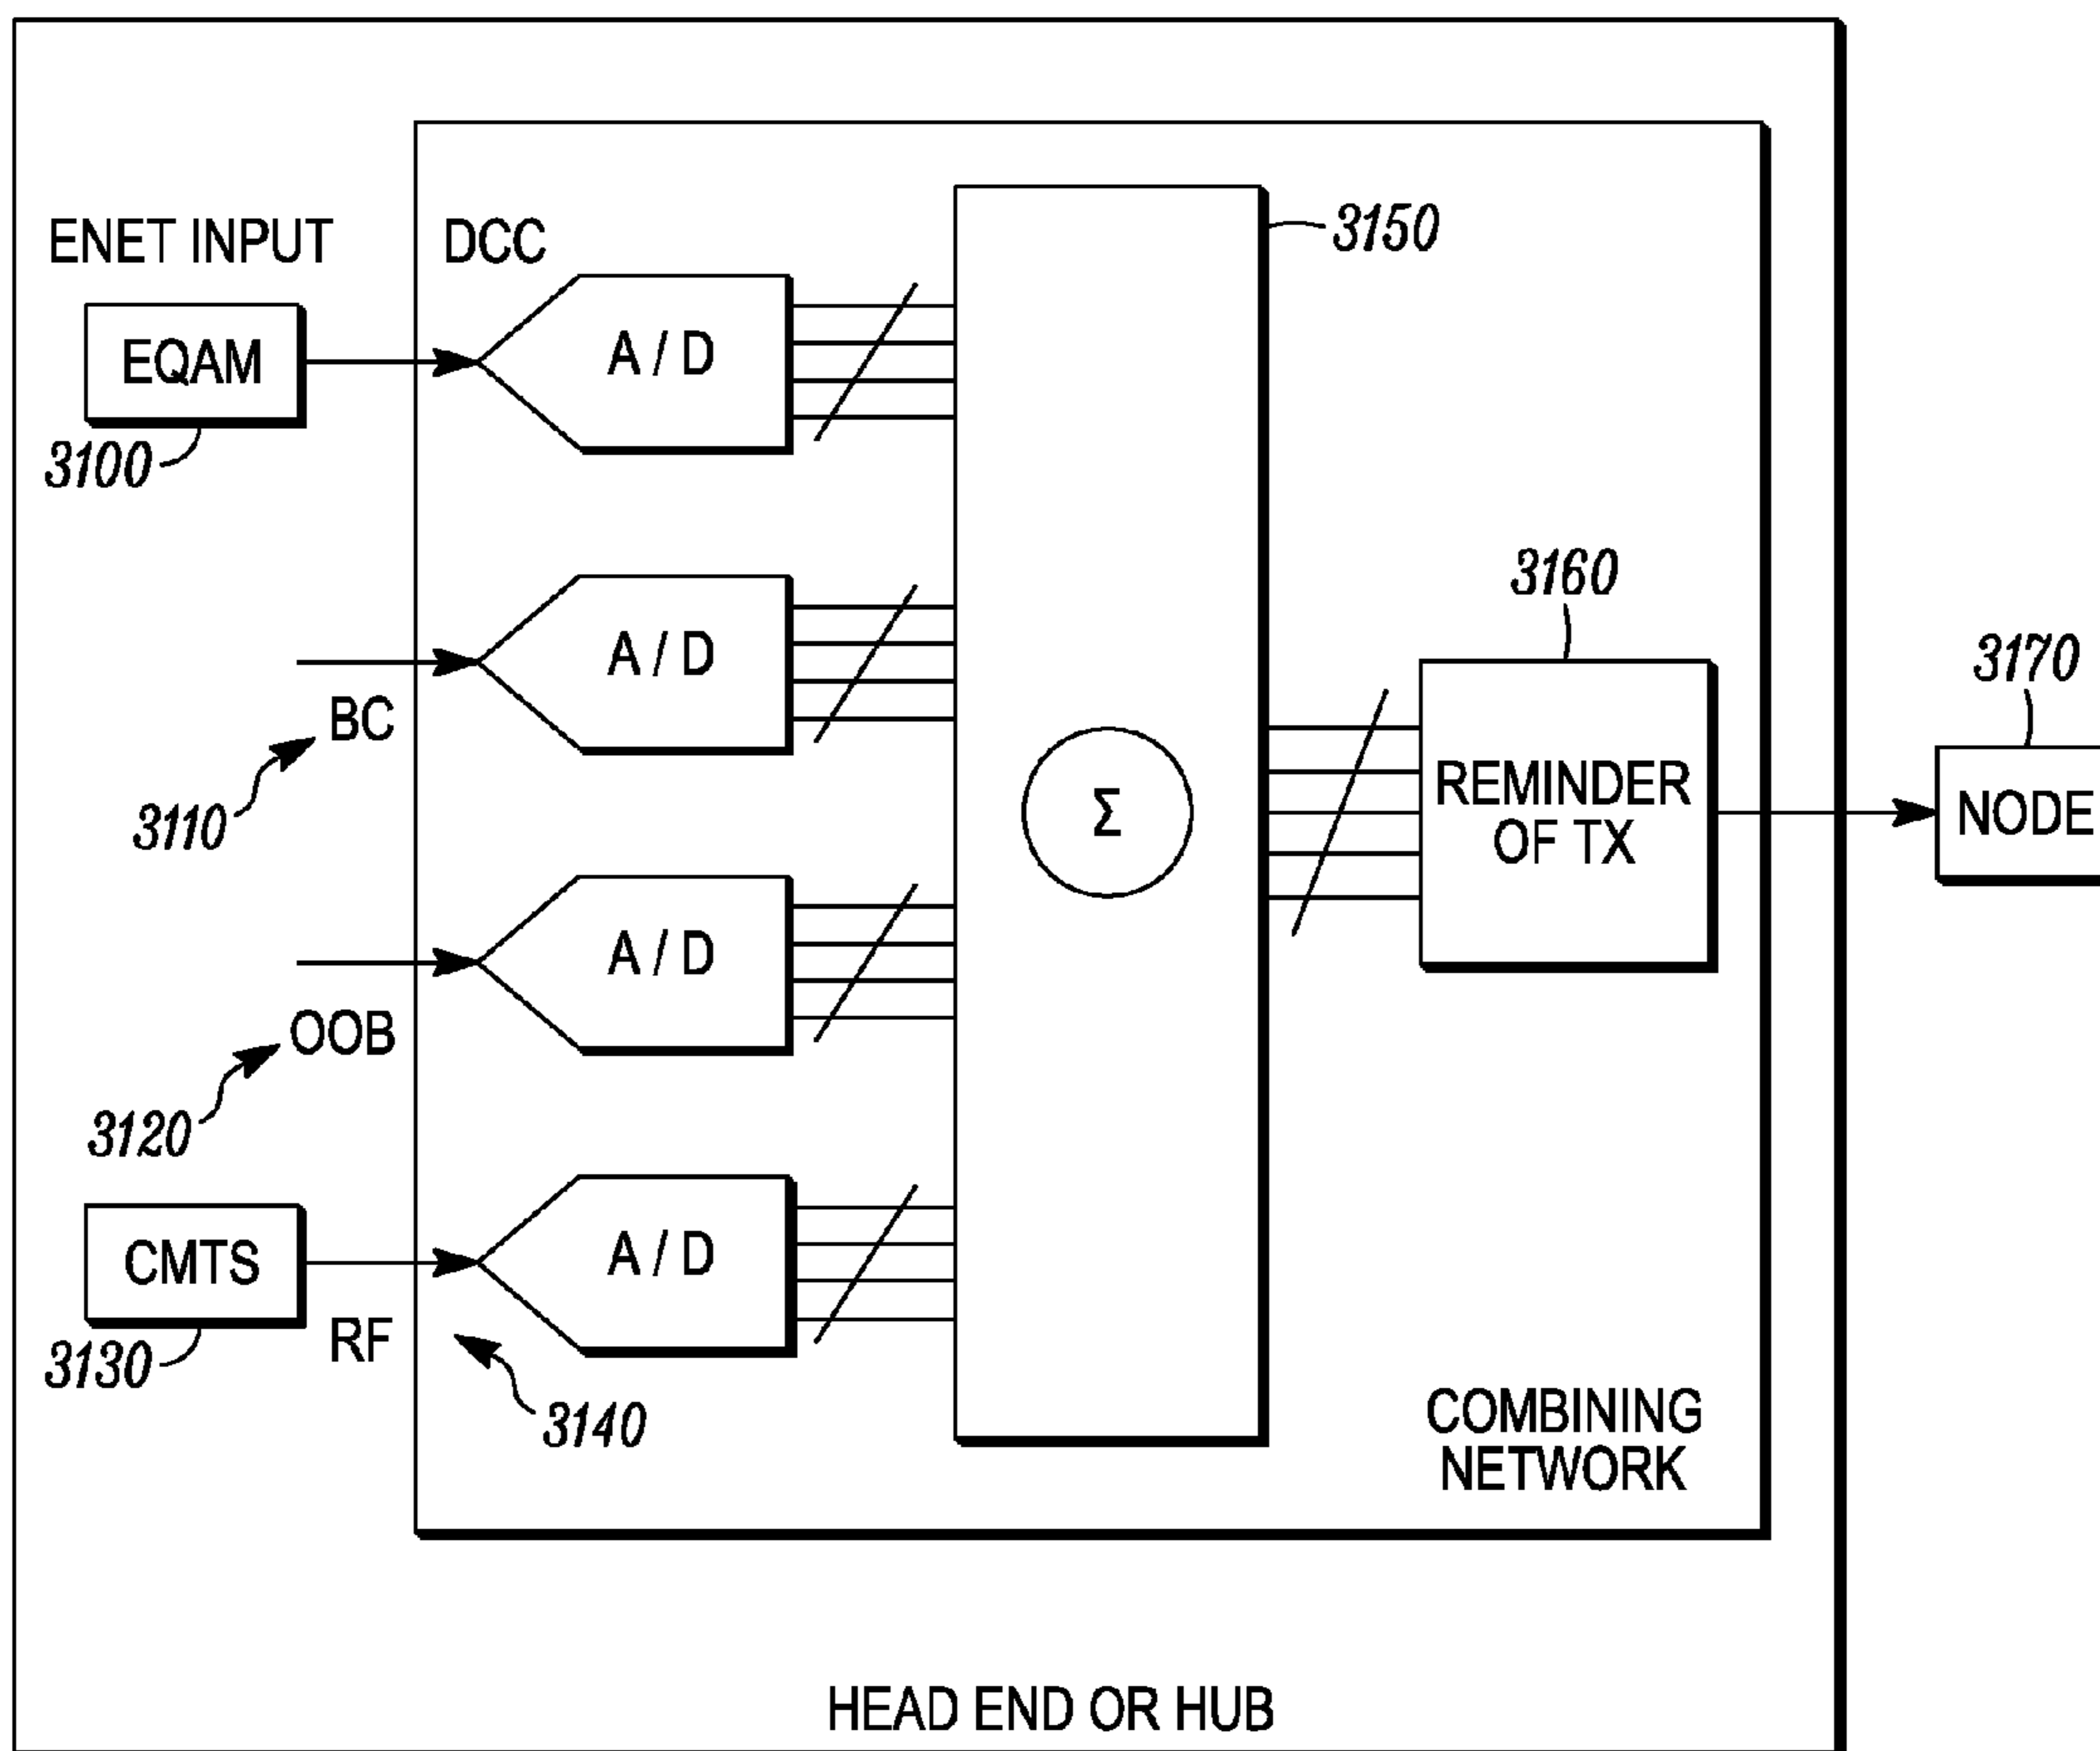 ENET INPUT
DCC
3150
EQAM
A / D
3100
3160
A / D
3170
BC
REMINDER
OF TX
NODE
3110
Σ
A / D
OOB
3120
CMTS
A / D
RF
3130
3140
COMBINING
NETWORK
HEAD END OR HUB